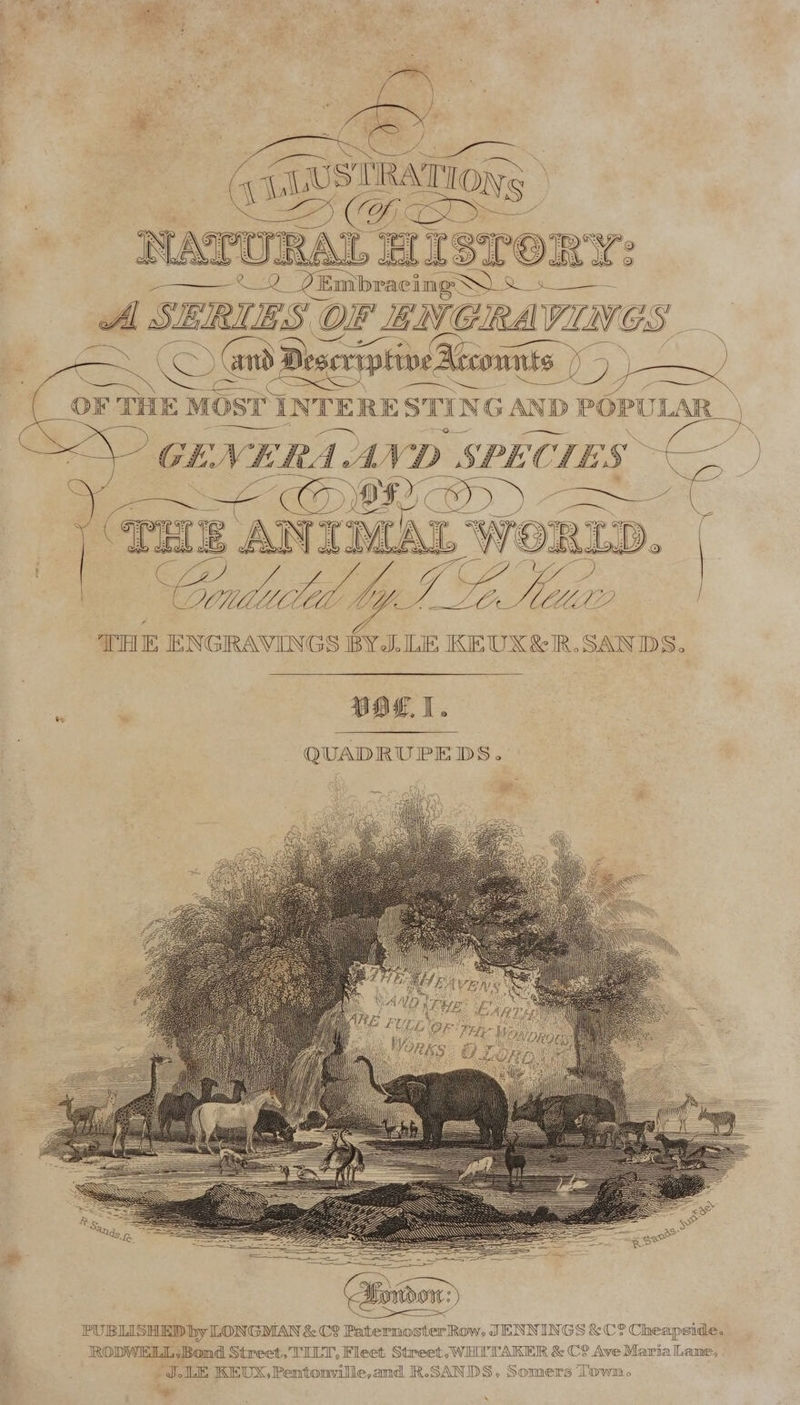 ILLUSTRATIONS
Of
NATURAL HISTORY:
Embracing
A SERIES OF ENGRAVINGS
and Descriptive Accounts
OF THE MOST INTERESTING AND POPULAR
GENERA AND SPECIES
OF
THE ANIMAL WORLD.
Conducted by J. Le Keux
THE ENGRAVINGS BY J. LE KEUX & R. SANDS.
VOL. I.
QUADRUPEDS.
THE HEAVENS
AND THE EARTH
ARE FULL OF THY WONDROUS
WORKS O LORD
R. Sands. sc.
R. Sands. Junr. del
London:
PUBLISHED by LONGMAN & Co. Paternoster Row. JENNINGS & Co. Cheapside.
RODWELL, Bond Street, TILT, Fleet Street, WHITTAKER & Co. Ave Maria Lane,
J. LE KEUX, Pentonville, and R. SANDS, Somers Town.